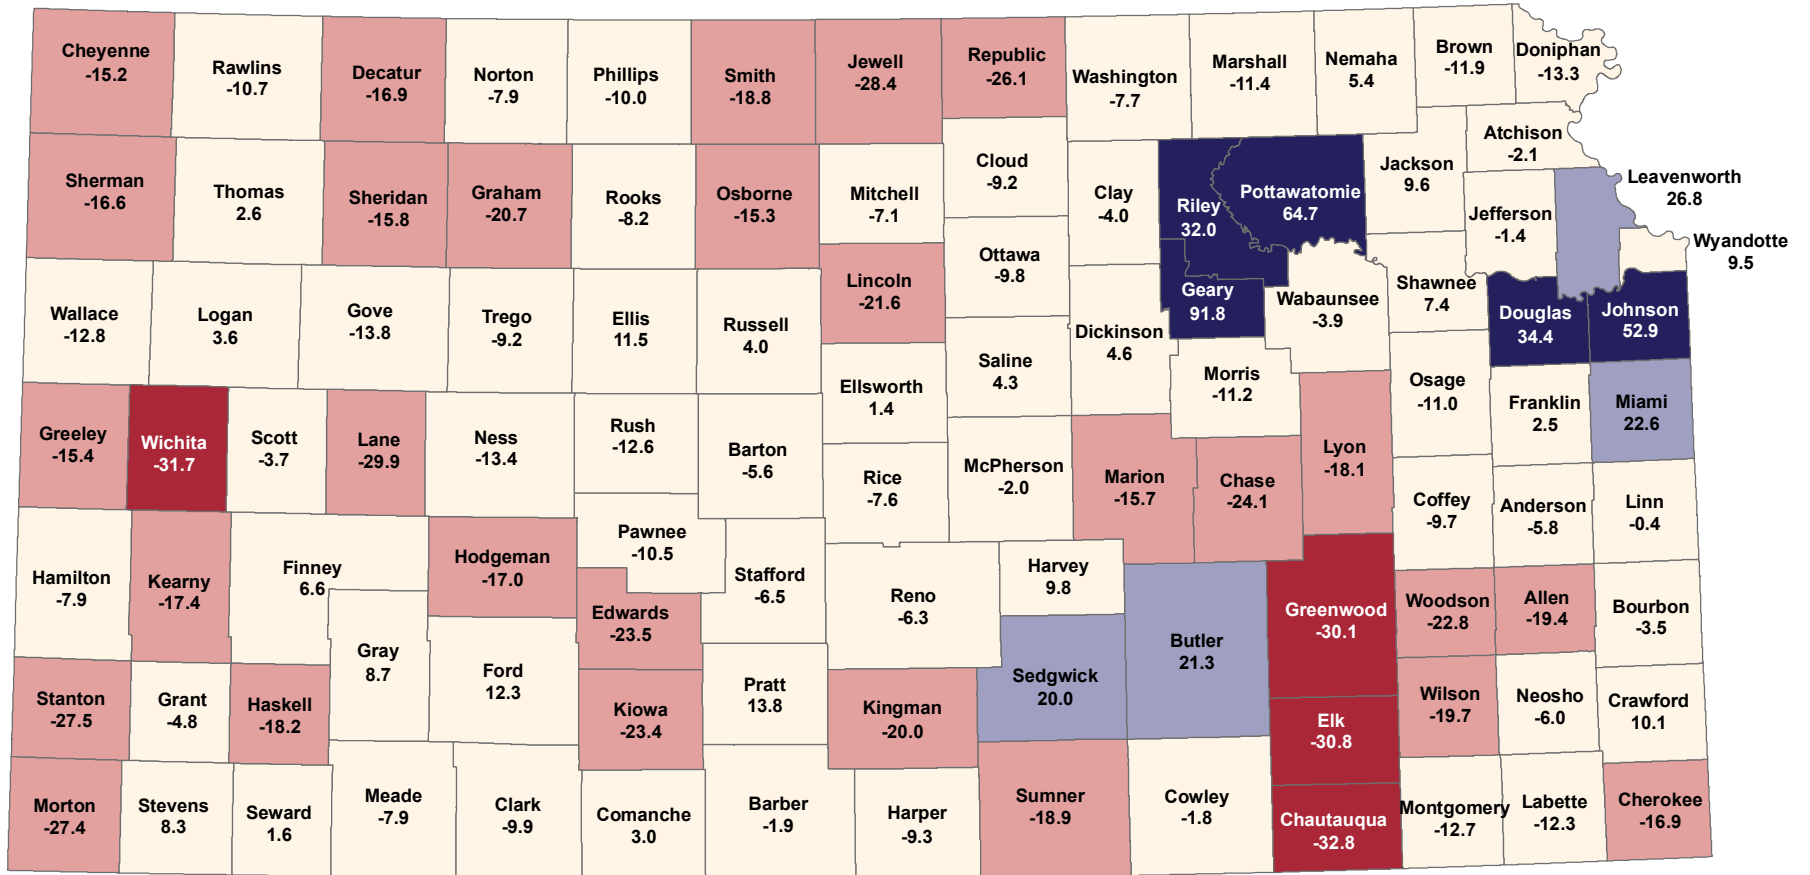 Cheyenne
-15.2
Rawlins
-10.7
Decatur
-16.9
Norton
-7.9
Phillips
-10.0
Smith
-18.8
Jewell
-28.4
Republic
-26.1
Washington
-7.7
Marshall
-11.4
Nemaha
5.4
Brown
-11.9
Doniphan
-13.3
Sherman
-16.6
Thomas
2.6
Sheridan
-15.8
Graham
-20.7
Rooks
-8.2
Osborne
-15.3
Mitchell
-7.1
Cloud
-9.2
Clay
-4.0
Riley
32.0
Pottawatomie
64.7
Jackson
9.6
Atchison
-2.1
Jefferson
-1.4
Leavenworth
26.8
Wyandotte
9.5
Wallace
-12.8
Logan
3.6
Gove
-13.8
Trego
-9.2
Ellis
11.5
Russell
4.0
Lincoln
-21.6
Ottawa
-9.8
Saline
4.3
Dickinson
4.6
Geary
91.8
Wabaunsee
-3.9
Shawnee
7.4
Douglas
34.4
Johnson
52.9
Greeley
-15.4
Wichita
-31.7
Scott
-3.7
Lane
-29.9
Ness
-13.4
Rush
-12.6
Barton
-5.6
Ellsworth
1.4
Rice
-7.6
McPherson
-2.0
Marion
-15.7
Morris
-11.2
Chase
-24.1
Lyon
-18.1
Osage
-11.0
Franklin
2.5
Miami
22.6
Coffey
-9.7
Anderson
-5.8
Linn
-0.4
Hamilton
-7.9
Kearny
-17.4
Finney
6.6
Hodgeman
-17.0
Pawnee
-10.5
Edwards
-23.5
Stafford
-6.5
Reno
-6.3
Harvey
9.8
Gray
8.7
Ford
12.3
Kiowa
-23.4
Pratt
13.8
Kingman
-20.0
Sedgwick
20.0
Butler
21.3
Greenwood
-30.1
Woodson
-22.8
Allen
-19.4
Bourbon
-3.5
Stanton
-27.5
Grant
-4.8
Haskell
-18.2
Elk
-30.8
Wilson
-19.7
Neosho
-6.0
Crawford
10.1
Morton
-27.4
Stevens
8.3
Seward
1.6
Meade
-7.9
Clark
-9.9
Comanche
3.0
Barber
-1.9
Harper
-9.3
Sumner
-18.9
Cowley
-1.8
Chautauqua
-32.8
Montgomery
-12.7
Labette
-12.3
Cherokee
-16.9